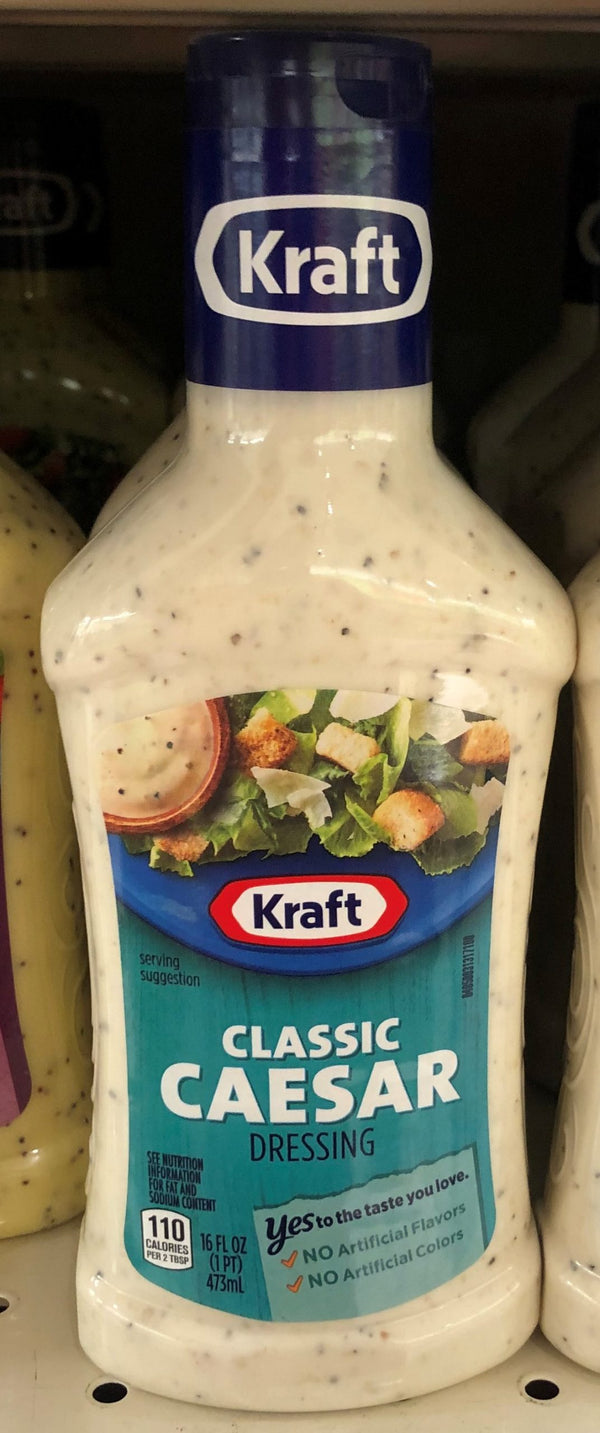 Kraft
Kraft
serving
suggestion
CLASSIC
CAESAR
DRESSING
SEE NUTRITION
INFORMATION
FOR FAT AND
SODIUM CONTENT
110
CALORIES
PER 2 TBSP
16 FL OZ
(1 PT)
473mL
Yes to the taste you love.
NO Artificial Flavors
NO Artificial Colors